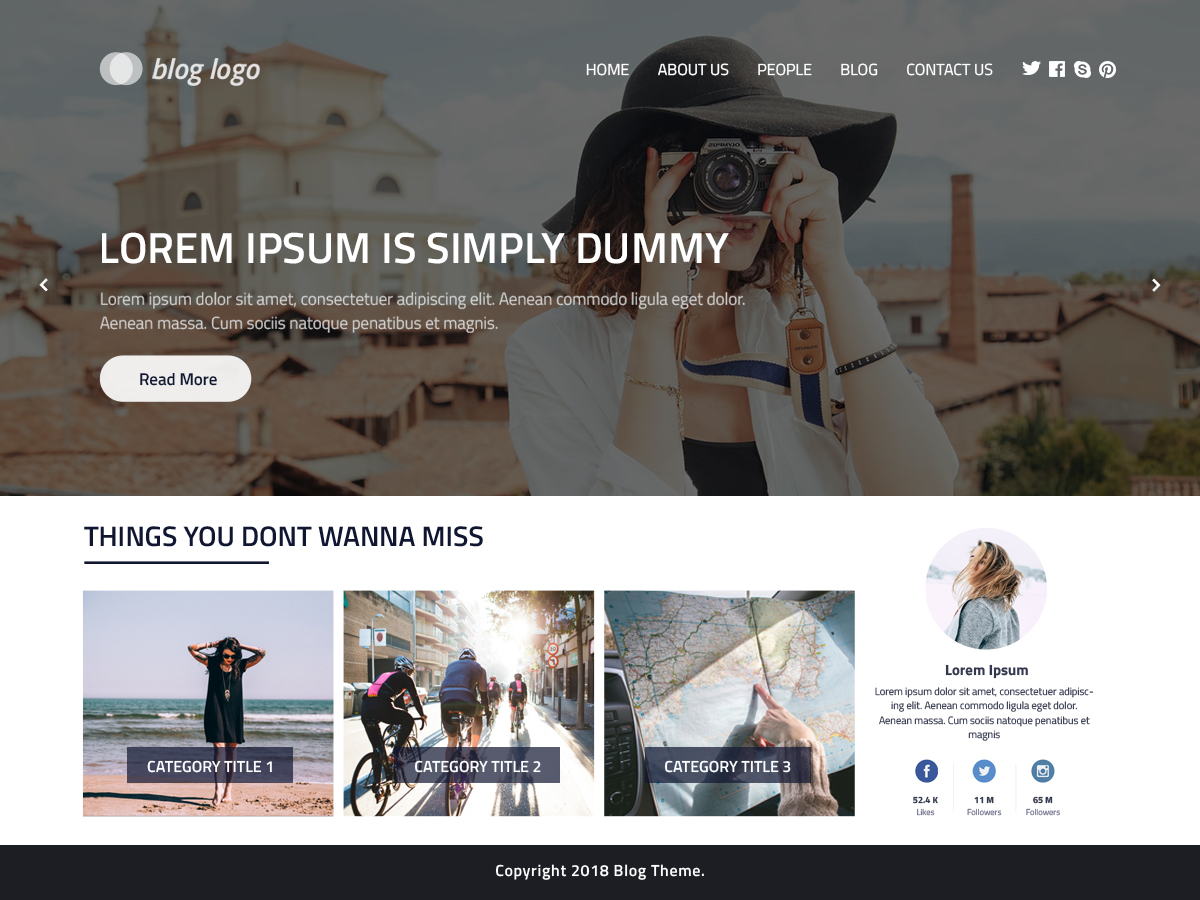 blog logo
HOME ABOUT US PEOPLE BLOG CONTACT US
OLYMPUS
LOREM IPSUM IS SIMPLY DUMMY
Lorem ipsum dolor sit amet, consectetuer adipiscing elit. Aenean commodo ligula eget dolor.
Aenean massa. Cum sociis natoque penatibus et magnis.
Read More
THINGS YOU DONT WANNA MISS
CATEGORY TITLE 1
CATEGORY TITLE 2
CATEGORY TITLE 3
Lorem Ipsum
Lorem ipsum dolor sit amet, consectetuer adipisc-
ing elit. Aenean commodo ligula eget dolor.
Aenean massa. Cum sociis natoque penatibus et
magnis
52.4 K 11 M 65 M
Likes Followers Followers
Copyright 2018 Blog Theme.